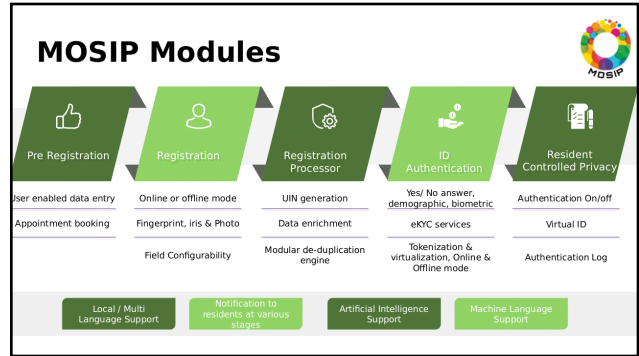 MOSIP Modules
MOSIP
Pre Registration
Registration
Registration
Processor
ID
Authentication
Resident
Controlled Privacy
User enabled data entry
Appointment booking
Online or offline mode
Fingerprint, iris & Photo
Field Configurability
UIN generation
Data enrichment
Modular de-duplication
engine
Yes/ No answer,
demographic, biometric
eKYC services
Tokenization &
virtualization, Online &
Offline mode
Authentication On/off
Virtual ID
Authentication Log
Local / Multi
Language Support
Notification to
residents at various
stages
Artificial Intelligence
Support
Machine Language
Support